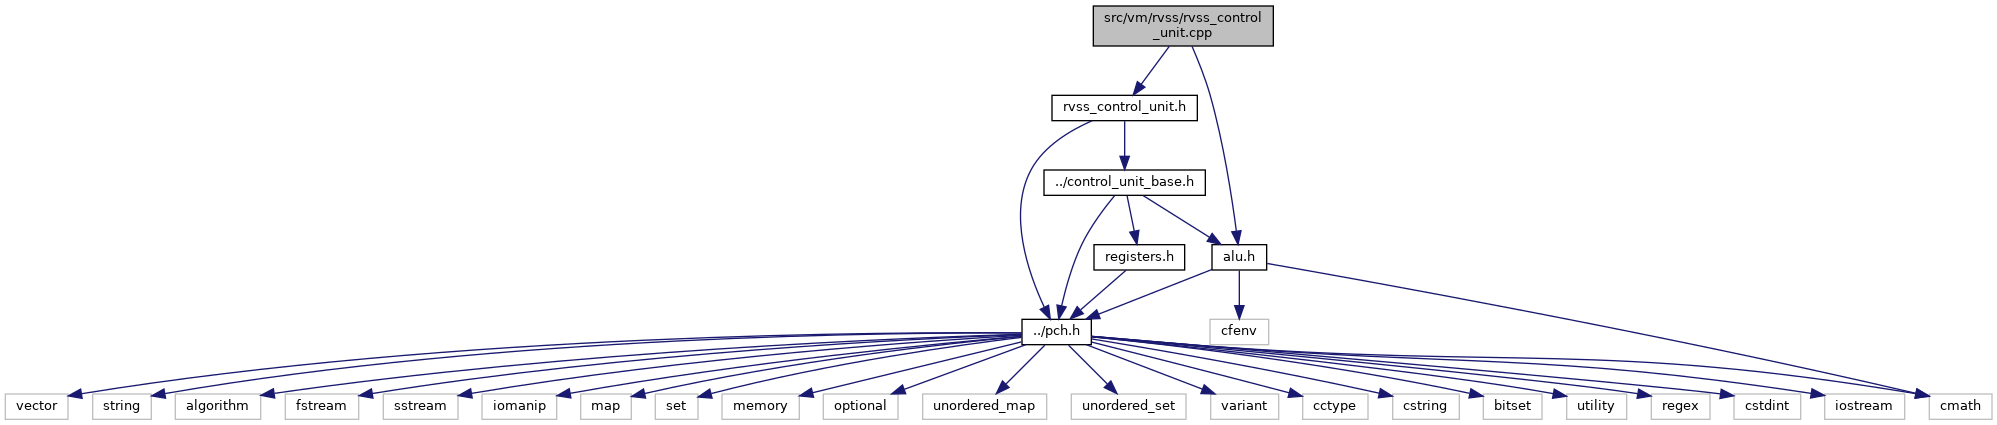 src/vm/rvss/rvss_control
_unit.cpp
rvss_control_unit.h
../control_unit_base.h
registers.h
alu.h
../pch.h
cfenv
vector
string
algorithm
fstream
sstream
iomanip
map
set
memory
optional
unordered_map
unordered_set
variant
cctype
cstring
bitset
utility
regex
cstdint
iostream
cmath